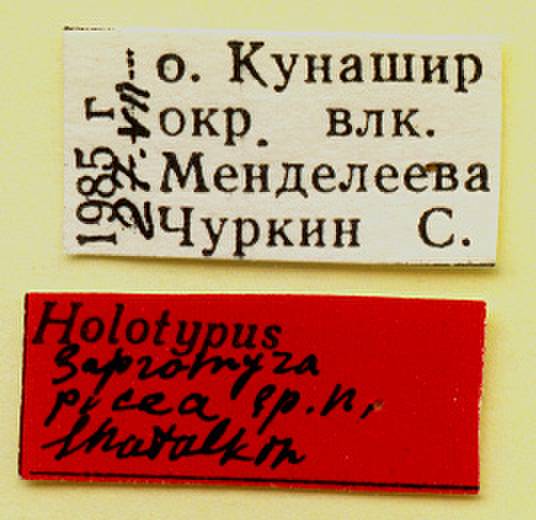 о. Кунашир
окр. влк.
Менделеева
Чуркин С.
1985 г
27.VII
Holotypus
Sapromyza
picea sp. n.
Shatalkin